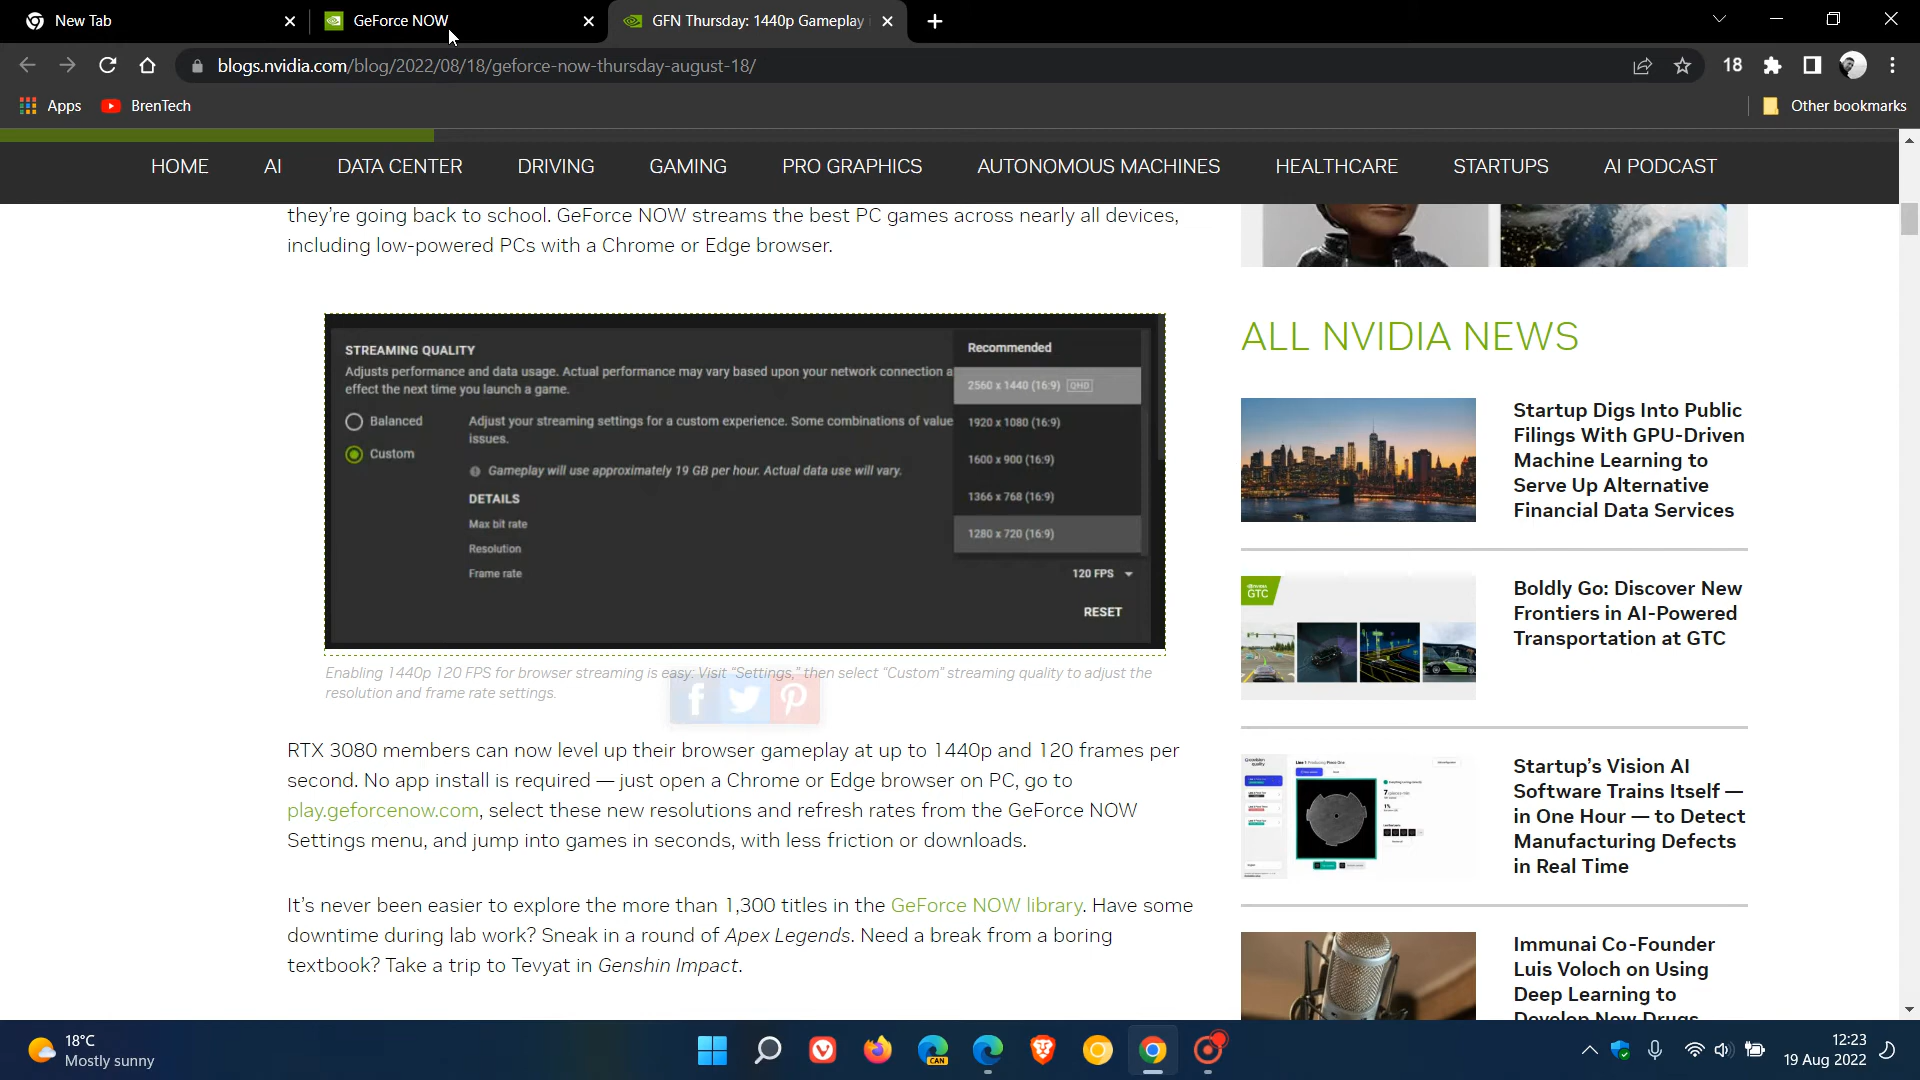 New Tab
GeForce NOW
GFN Thursday: 1440p Gameplay
blogs.nvidia.com/blog/2022/08/18/geforce-now-thursday-august-18/
18
Apps
BrenTech
Other bookmarks
HOME
AI
DATA CENTER
DRIVING
GAMING
PRO GRAPHICS
AUTONOMOUS MACHINES
HEALTHCARE
STARTUPS
AI PODCAST
they're going back to school. GeForce NOW streams the best PC games across nearly all devices,
including low-powered PCs with a Chrome or Edge browser.
STREAMING QUALITY
Adjusts performance and data usage. Actual performance may vary based upon your network connection a
effect the next time you launch a game.
Balanced
Custom
Adjust your streaming settings for a custom experience. Some combinations of value
issues.
Gameplay will use approximately 19 GB per hour. Actual data use will vary.
DETAILS
Max bit rate
Resolution
Frame rate
Recommended
2560 x 1440 (16:9) QHD
1920 x 1080 (16:9)
1600 x 900 (16:9)
1366 x 768 (16:9)
1280 x 720 (16:9)
120 FPS
RESET
Enabling 1440p 120 FPS for browser streaming is easy: Visit "Settings," then select "Custom" streaming quality to adjust the
resolution and frame rate settings.
RTX 3080 members can now level up their browser gameplay at up to 1440p and 120 frames per
second. No app install is required — just open a Chrome or Edge browser on PC, go to
play.geforcenow.com, select these new resolutions and refresh rates from the GeForce NOW
Settings menu, and jump into games in seconds, with less friction or downloads.
It's never been easier to explore the more than 1,300 titles in the GeForce NOW library. Have some
downtime during lab work? Sneak in a round of Apex Legends. Need a break from a boring
textbook? Take a trip to Tevyat in Genshin Impact.
ALL NVIDIA NEWS
Startup Digs Into Public
Filings With GPU-Driven
Machine Learning to
Serve Up Alternative
Financial Data Services
GTC
Boldly Go: Discover New
Frontiers in AI-Powered
Transportation at GTC
Startup's Vision AI
Software Trains Itself —
in One Hour — to Detect
Manufacturing Defects
in Real Time
Immunai Co-Founder
Luis Voloch on Using
Deep Learning to
Develop New Drugs
18°C
Mostly sunny
CAN
12:23
19 Aug 2022